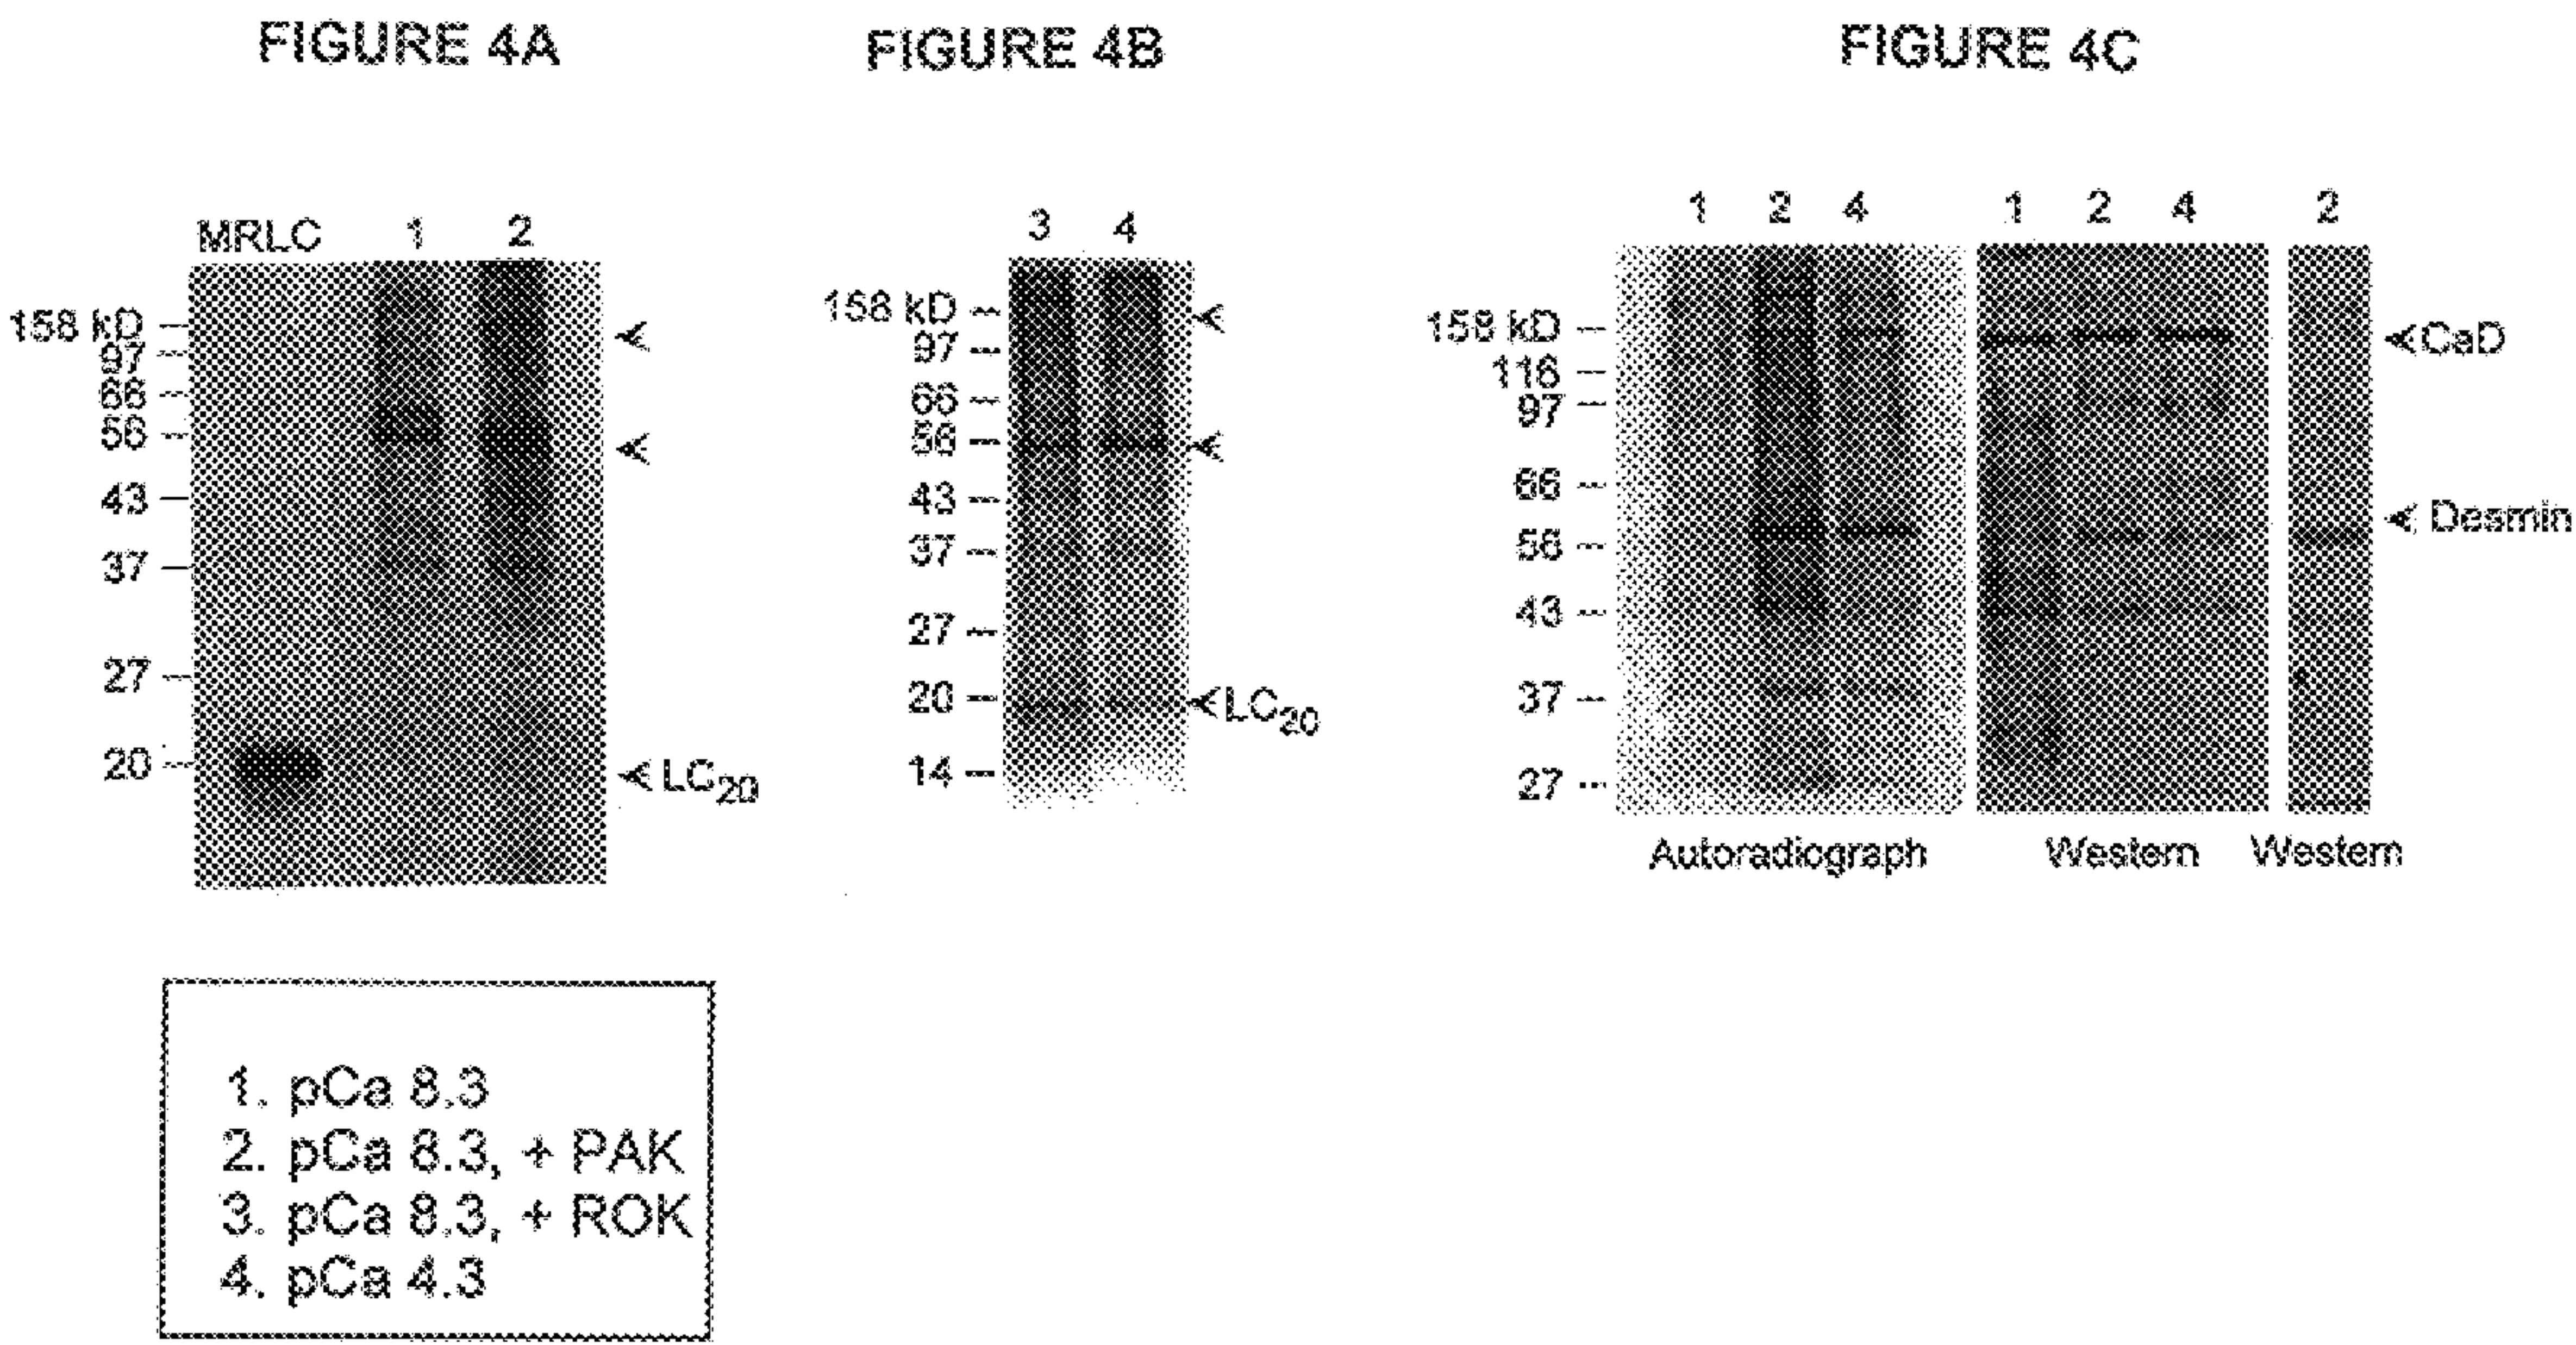 FIGURE 4A
FIGURE 4B
FIGURE 4C
MRLC 1 2
158 kD
97
66
56
43
37
27
20
LC20
3 4
158 kD
97
66
56
43
37
27
20
14
LC20
1 2 4 1 2 4 2
158 kD
116
97
66
56
43
37
27
CaD
Desmin
Autoradiograph Western Western
1. pCa 8.3
2. pCa 8.3, + PAK
3. pCa 8.3, + ROK
4. pCa 4.3